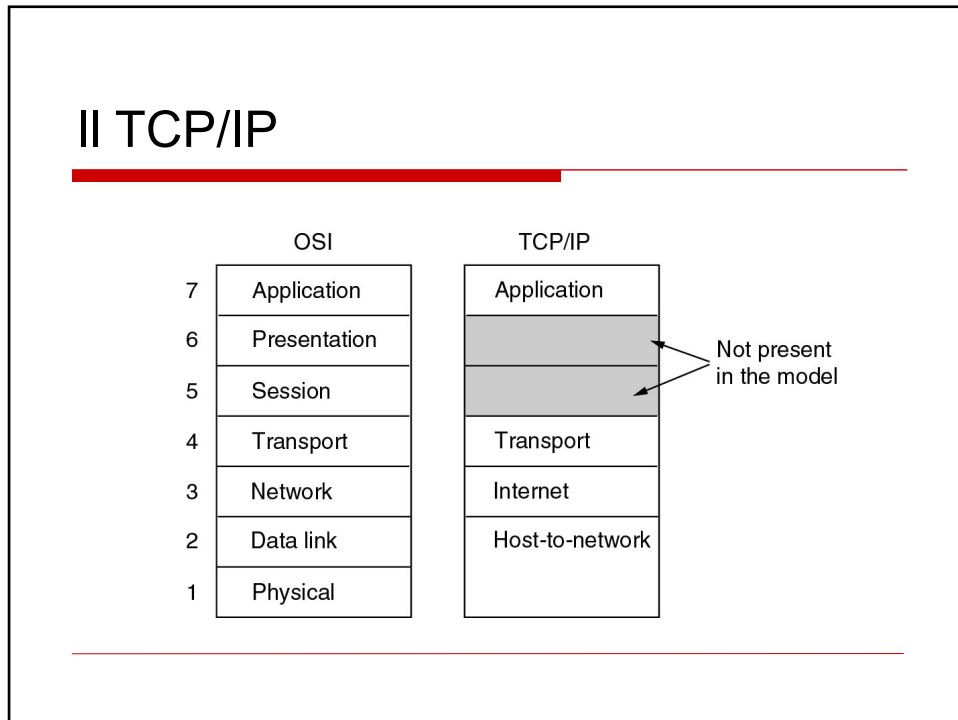 II TCP/IP
OSI TCP/IP
7 Application Application
6 Presentation
5 Session
Not present
in the model
4 Transport Transport
3 Network Internet
2 Data link Host-to-network
1 Physical